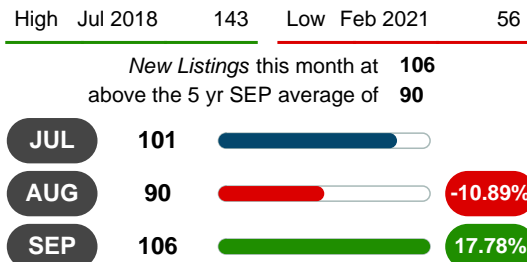 High Jul 2018 143 Low Feb 2021 56
New Listings this month at 106
above the 5 yr SEP average of 90
JUL 101
AUG 90 -10.89%
SEP 106 17.78%